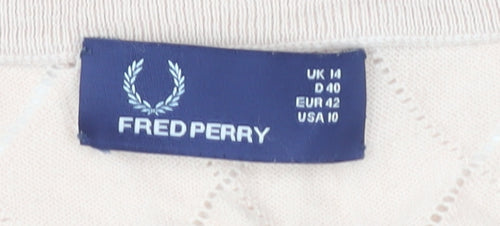 FRED PERRY
UK 14
D 40
EUR 42
USA 10